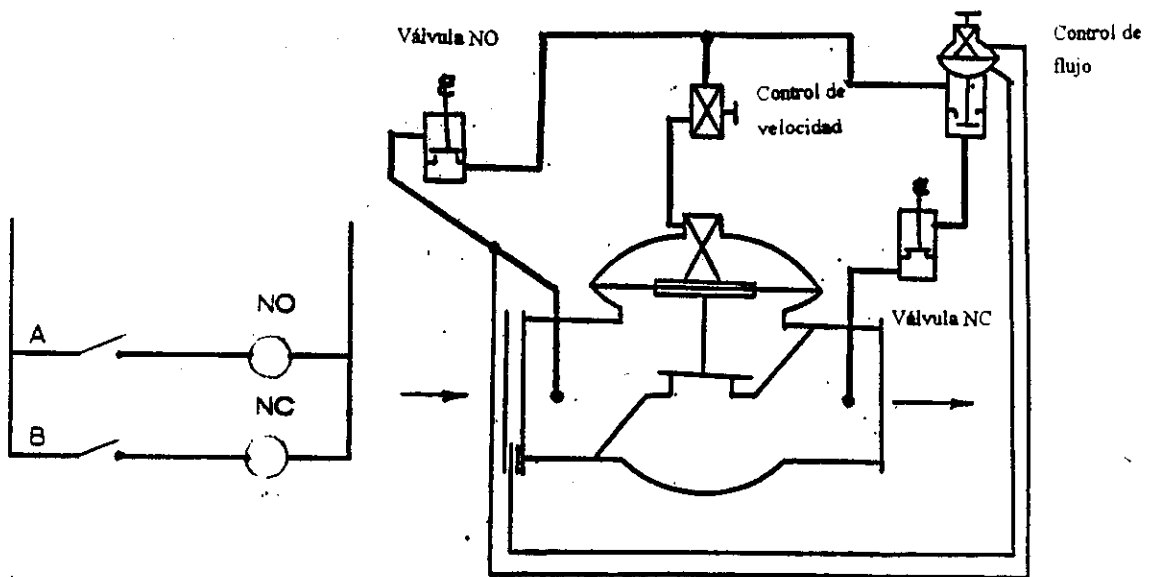 Válvula NO
Control de
flujo
Control de
velocidad
NO
A
Válvula NC
NC
B